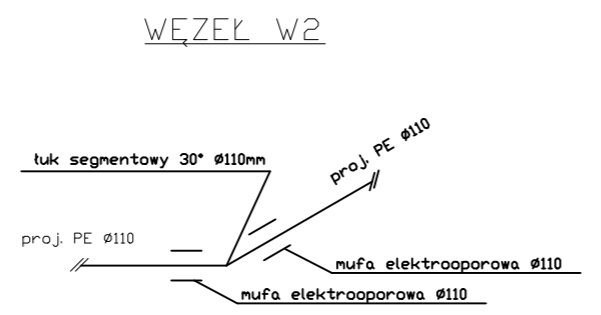 WĘZEŁ W2
proj. PE Ø110
łuk segmentowy 30° Ø110mm
proj. PE Ø110
mufa elektrooporowa Ø110
mufa elektrooporowa Ø110